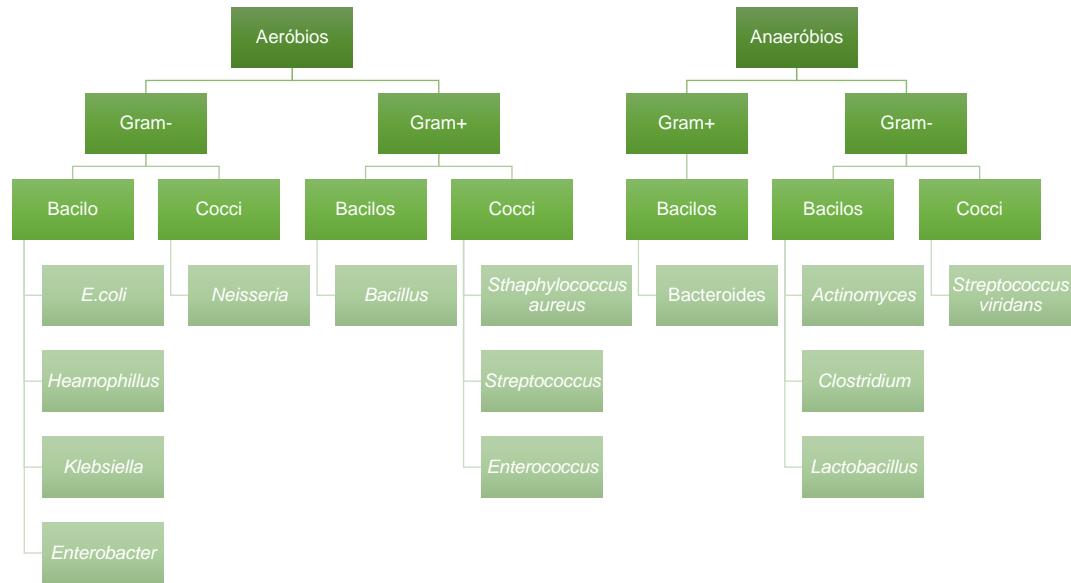 Aeróbios
Anaeróbios
Gram-
Gram+
Gram+
Gram-
Bacilo
Cocci
Bacilos
Cocci
Bacilos
Bacilos
Cocci
E.coli
Neisseria
Bacillus
Sthaphylococcus
aureus
Bacteroides
Actinomyces
Streptococcus
viridans
Heamophillus
Streptococcus
Clostridium
Klebsiella
Enterococcus
Lactobacillus
Enterobacter